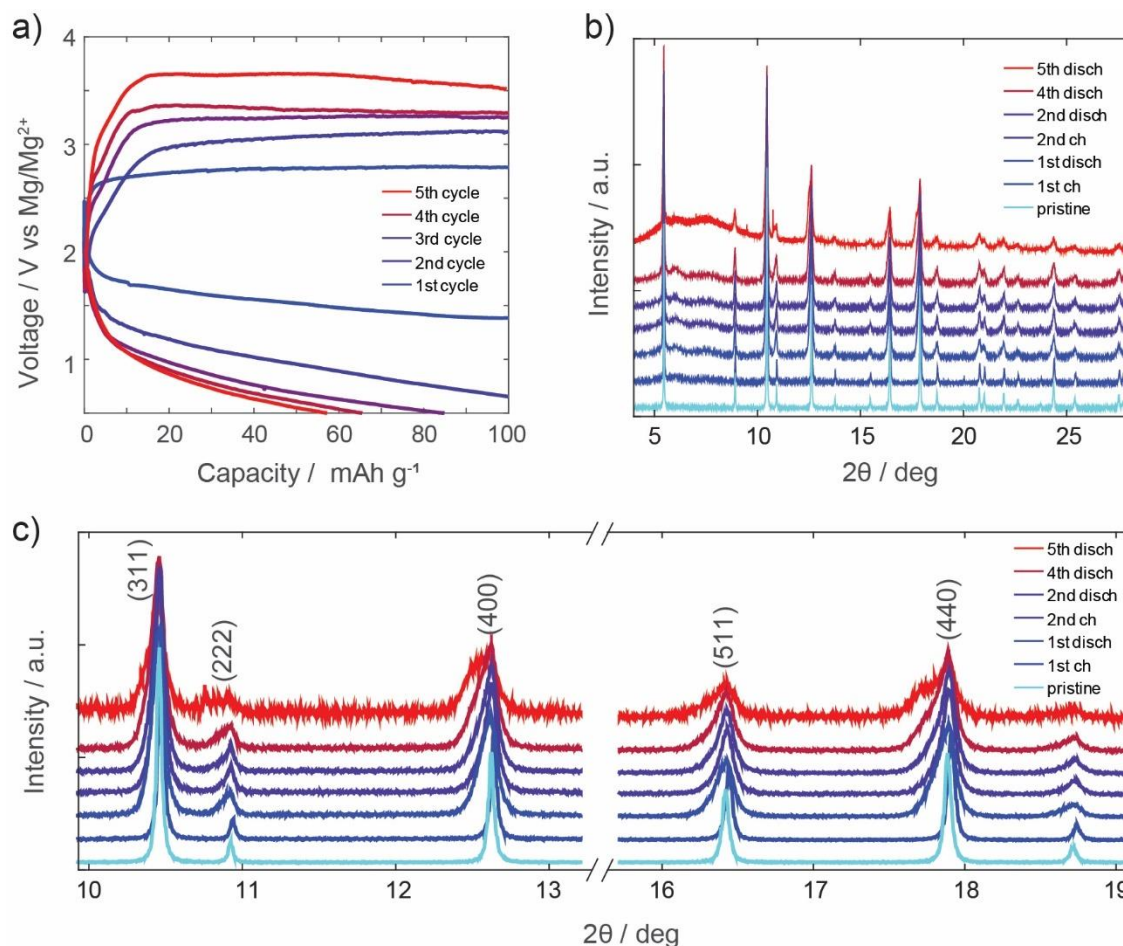 a)
4
3
2
1
Voltage / V vs Mg/Mg²⁺
5th cycle
4th cycle
3rd cycle
2nd cycle
1st cycle
0 20 40 60 80 100
Capacity / mAh g⁻¹
b)
Intensity / a.u.
5th disch
4th disch
2nd disch
2nd ch
1st disch
1st ch
pristine
5 10 15 20 25
2θ / deg
c)
Intensity / a.u.
(311)
(222)
(400)
(511)
(440)
5th disch
4th disch
2nd disch
2nd ch
1st disch
1st ch
pristine
10 11 12 13 16 17 18 19
2θ / deg